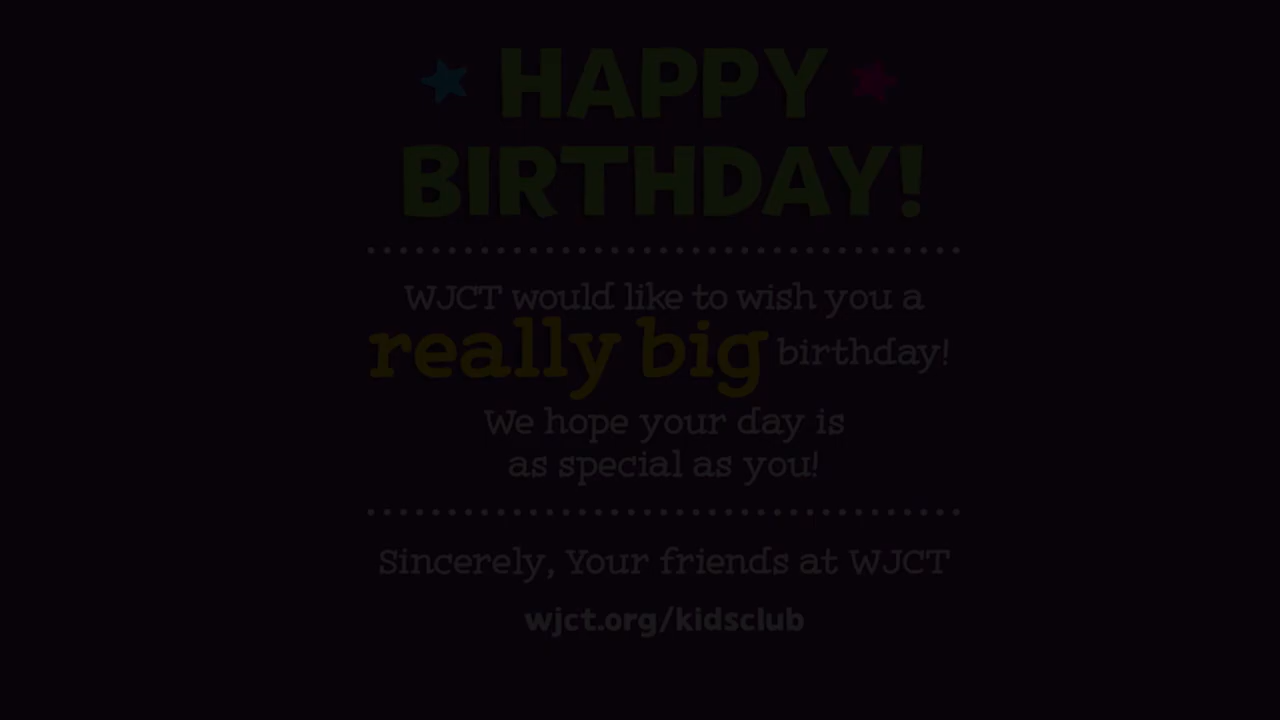 HAPPY
BIRTHDAY!
WJCT would like to wish you a
really big birthday!
We hope your day is
as special as you!
Sincerely, Your friends at WJCT
wjct.org/kidsclub